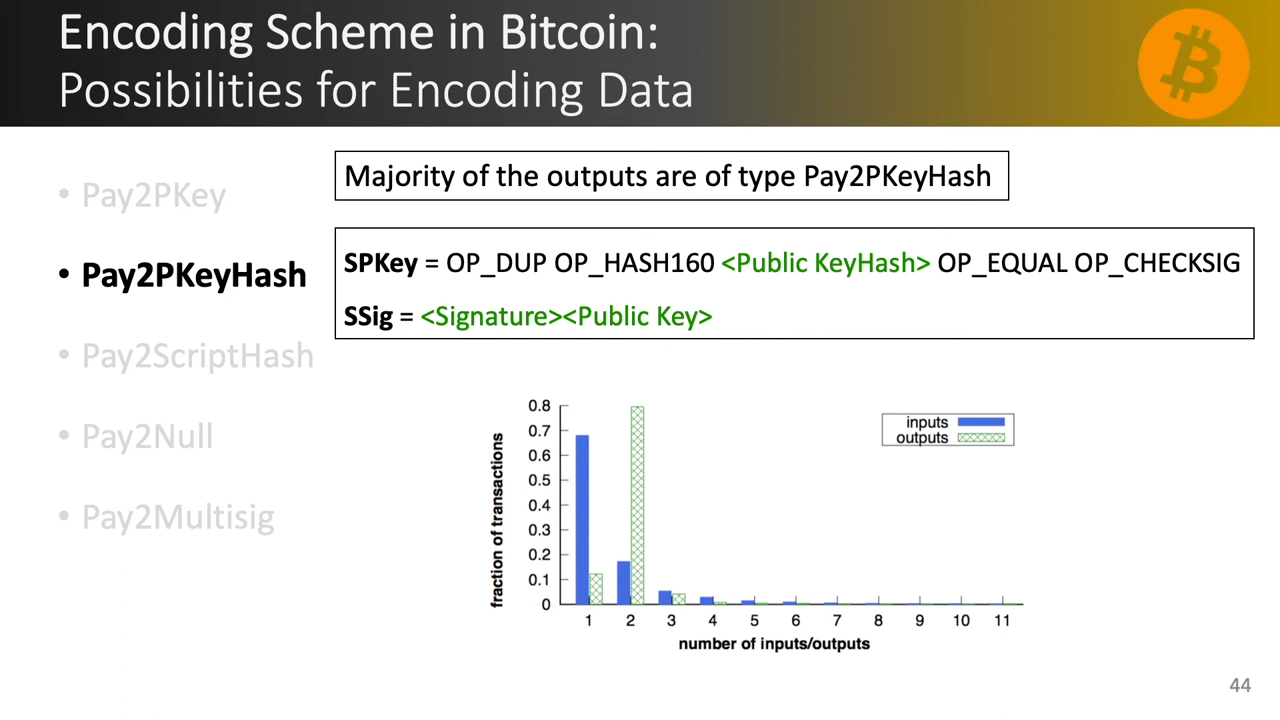 Encoding Scheme in Bitcoin:
Possibilities for Encoding Data
• Pay2PKey
• Pay2PKeyHash
• Pay2ScriptHash
• Pay2Null
• Pay2Multisig
Majority of the outputs are of type Pay2PKeyHash
SPKey = OP_DUP OP_HASH160 <Public KeyHash> OP_EQUAL OP_CHECKSIG
SSig = <Signature><Public Key>
fraction of transactions
0.8
0.7
0.6
0.5
0.4
0.3
0.2
0.1
0
inputs
outputs
1 2 3 4 5 6 7 8 9 10 11
number of inputs/outputs
44